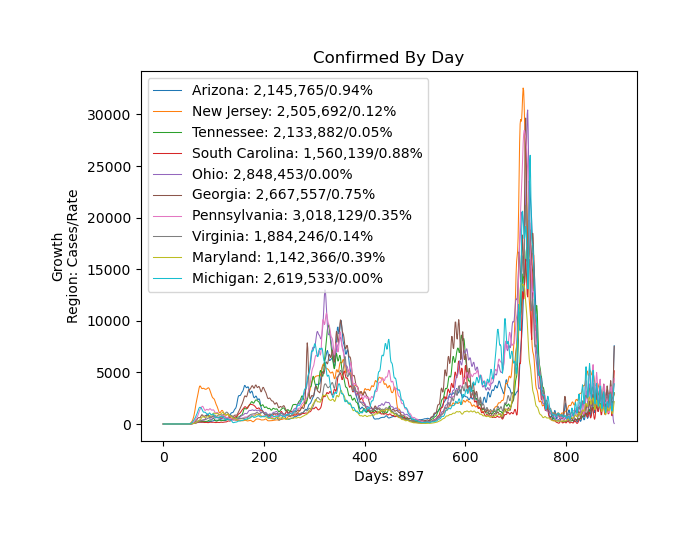 Confirmed By Day
Growth
Region: Cases/Rate
30000
25000
20000
15000
10000
5000
0
Arizona: 2,145,765/0.94%
New Jersey: 2,505,692/0.12%
Tennessee: 2,133,882/0.05%
South Carolina: 1,560,139/0.88%
Ohio: 2,848,453/0.00%
Georgia: 2,667,557/0.75%
Pennsylvania: 3,018,129/0.35%
Virginia: 1,884,246/0.14%
Maryland: 1,142,366/0.39%
Michigan: 2,619,533/0.00%
0 200 400 600 800
Days: 897